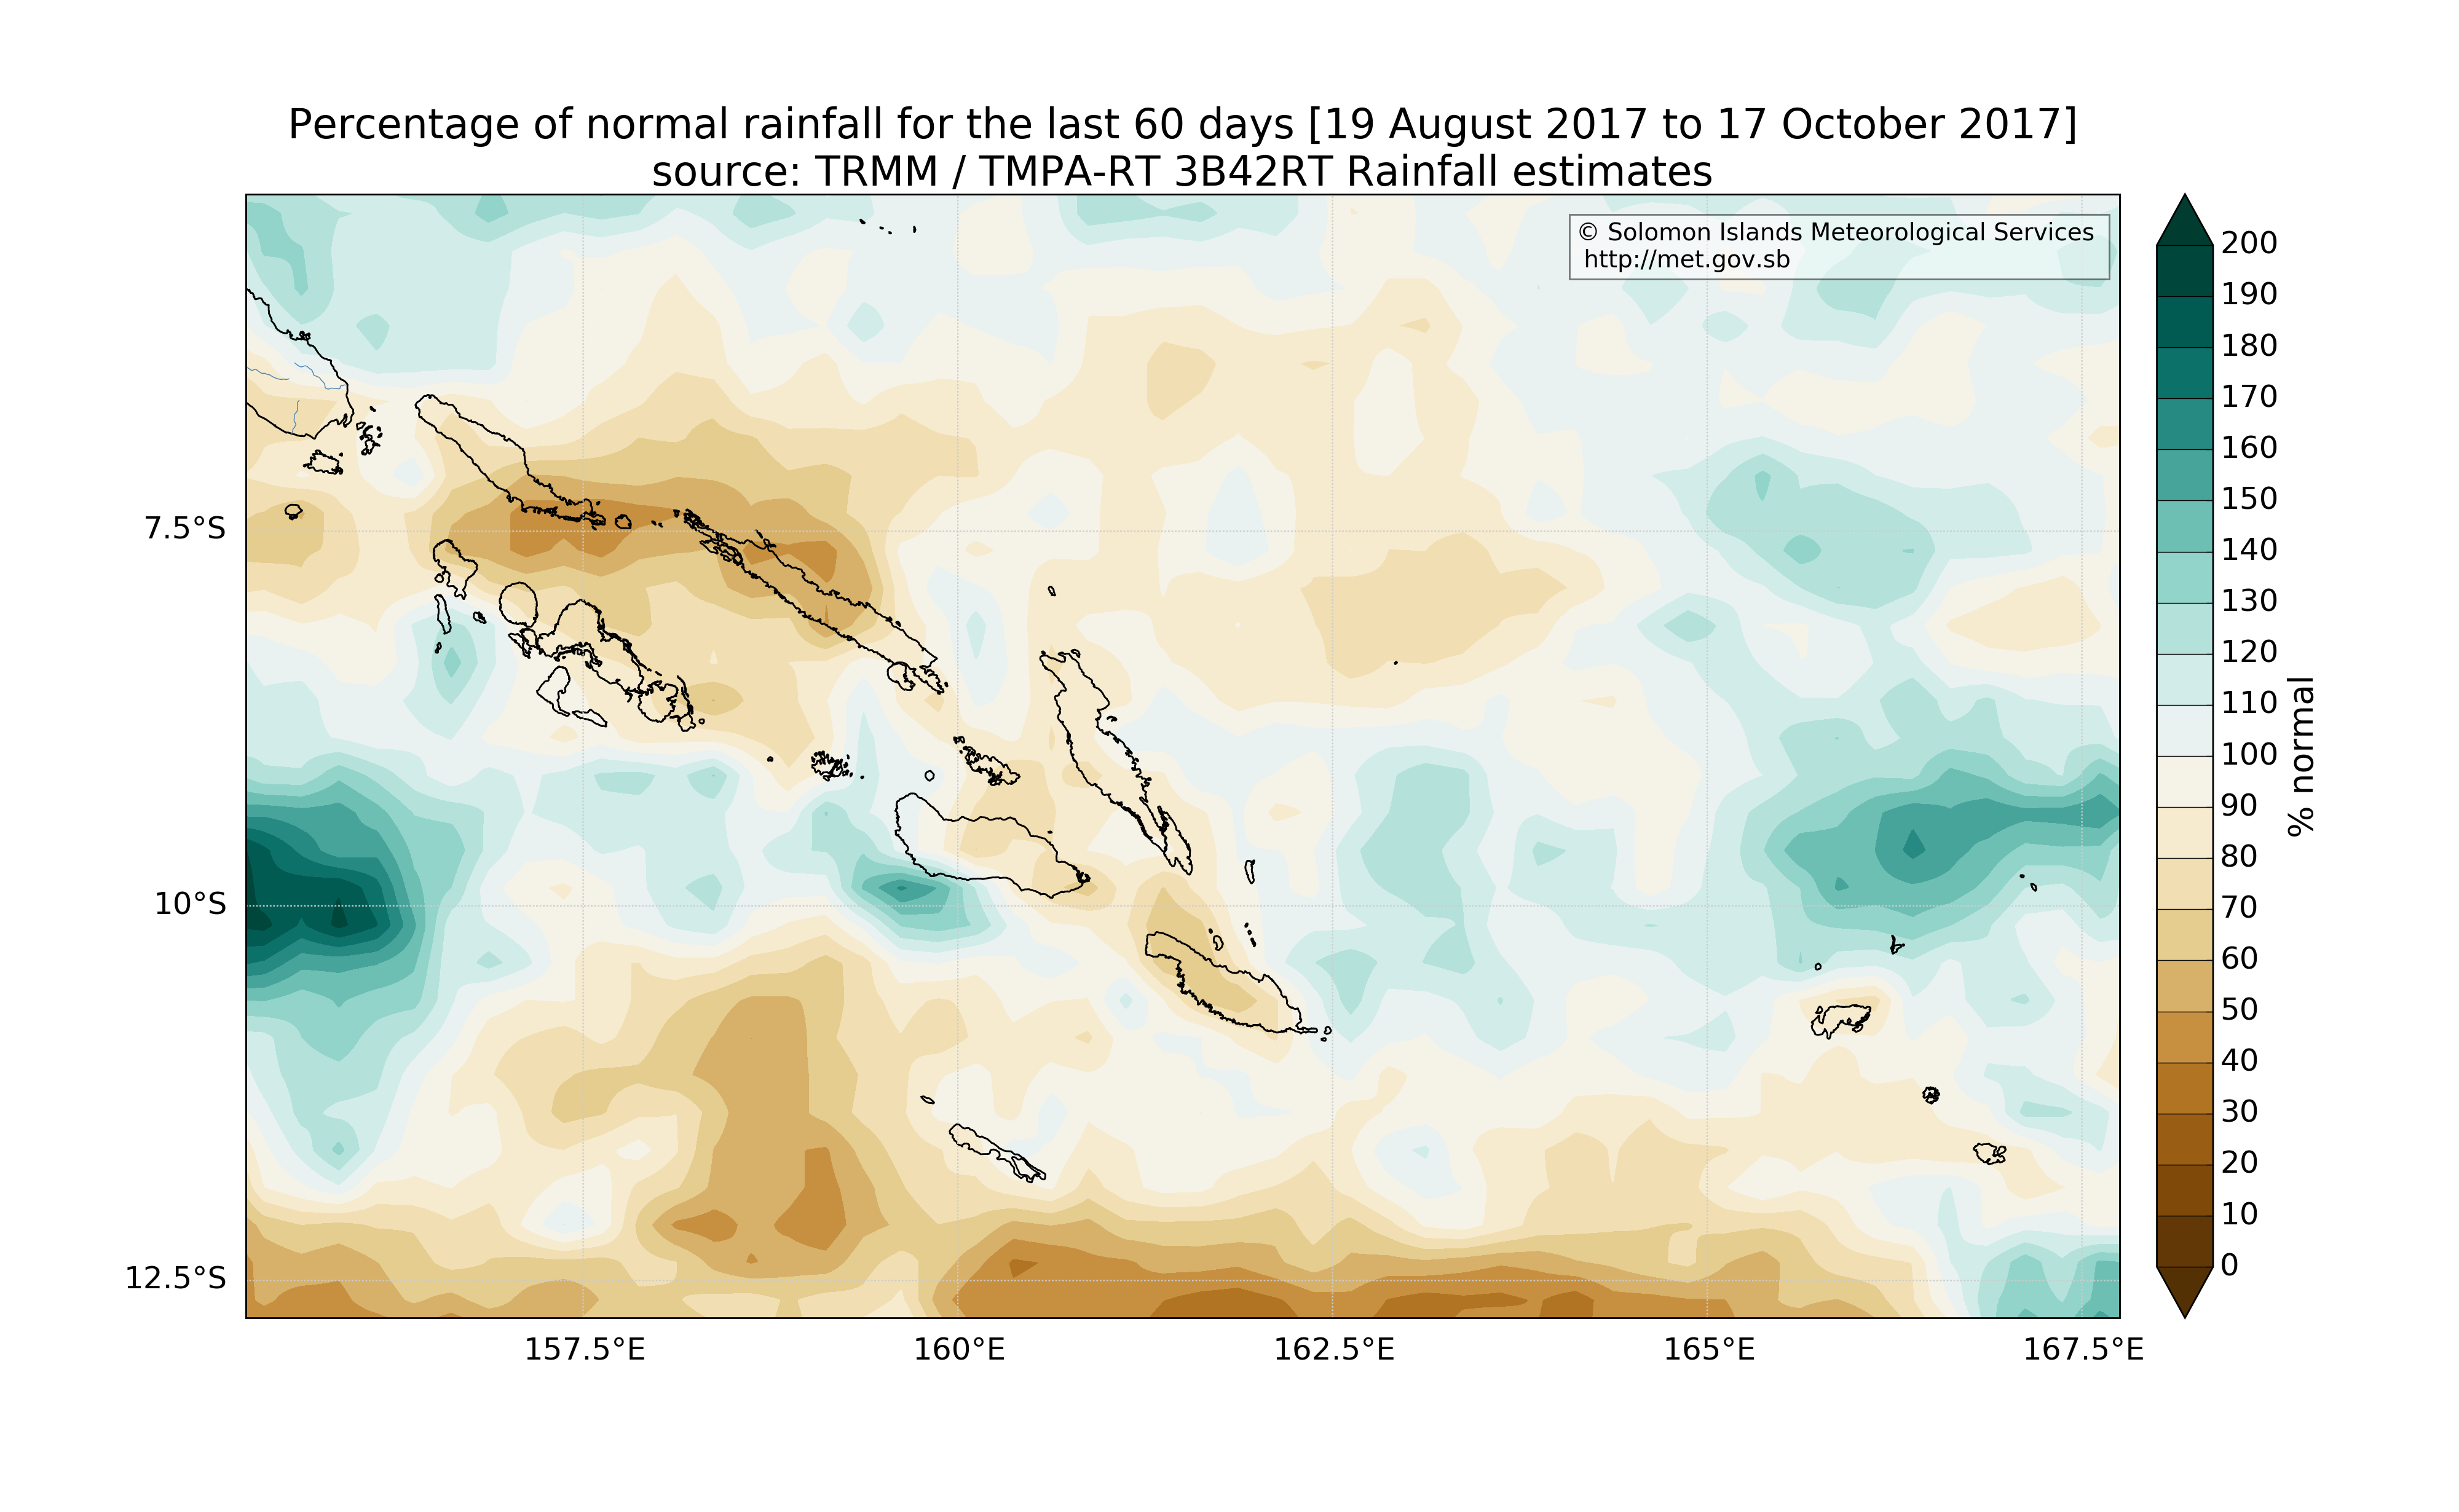 Percentage of normal rainfall for the last 60 days [19 August 2017 to 17 October 2017]
source: TRMM / TMPA-RT 3B42RT Rainfall estimates
© Solomon Islands Meteorological Services
http://met.gov.sb
200
190
180
170
160
150
140
130
120
110
100
90
80
70
60
50
40
30
20
10
0
% normal
7.5°S
10°S
12.5°S
157.5°E
160°E
162.5°E
165°E
167.5°E